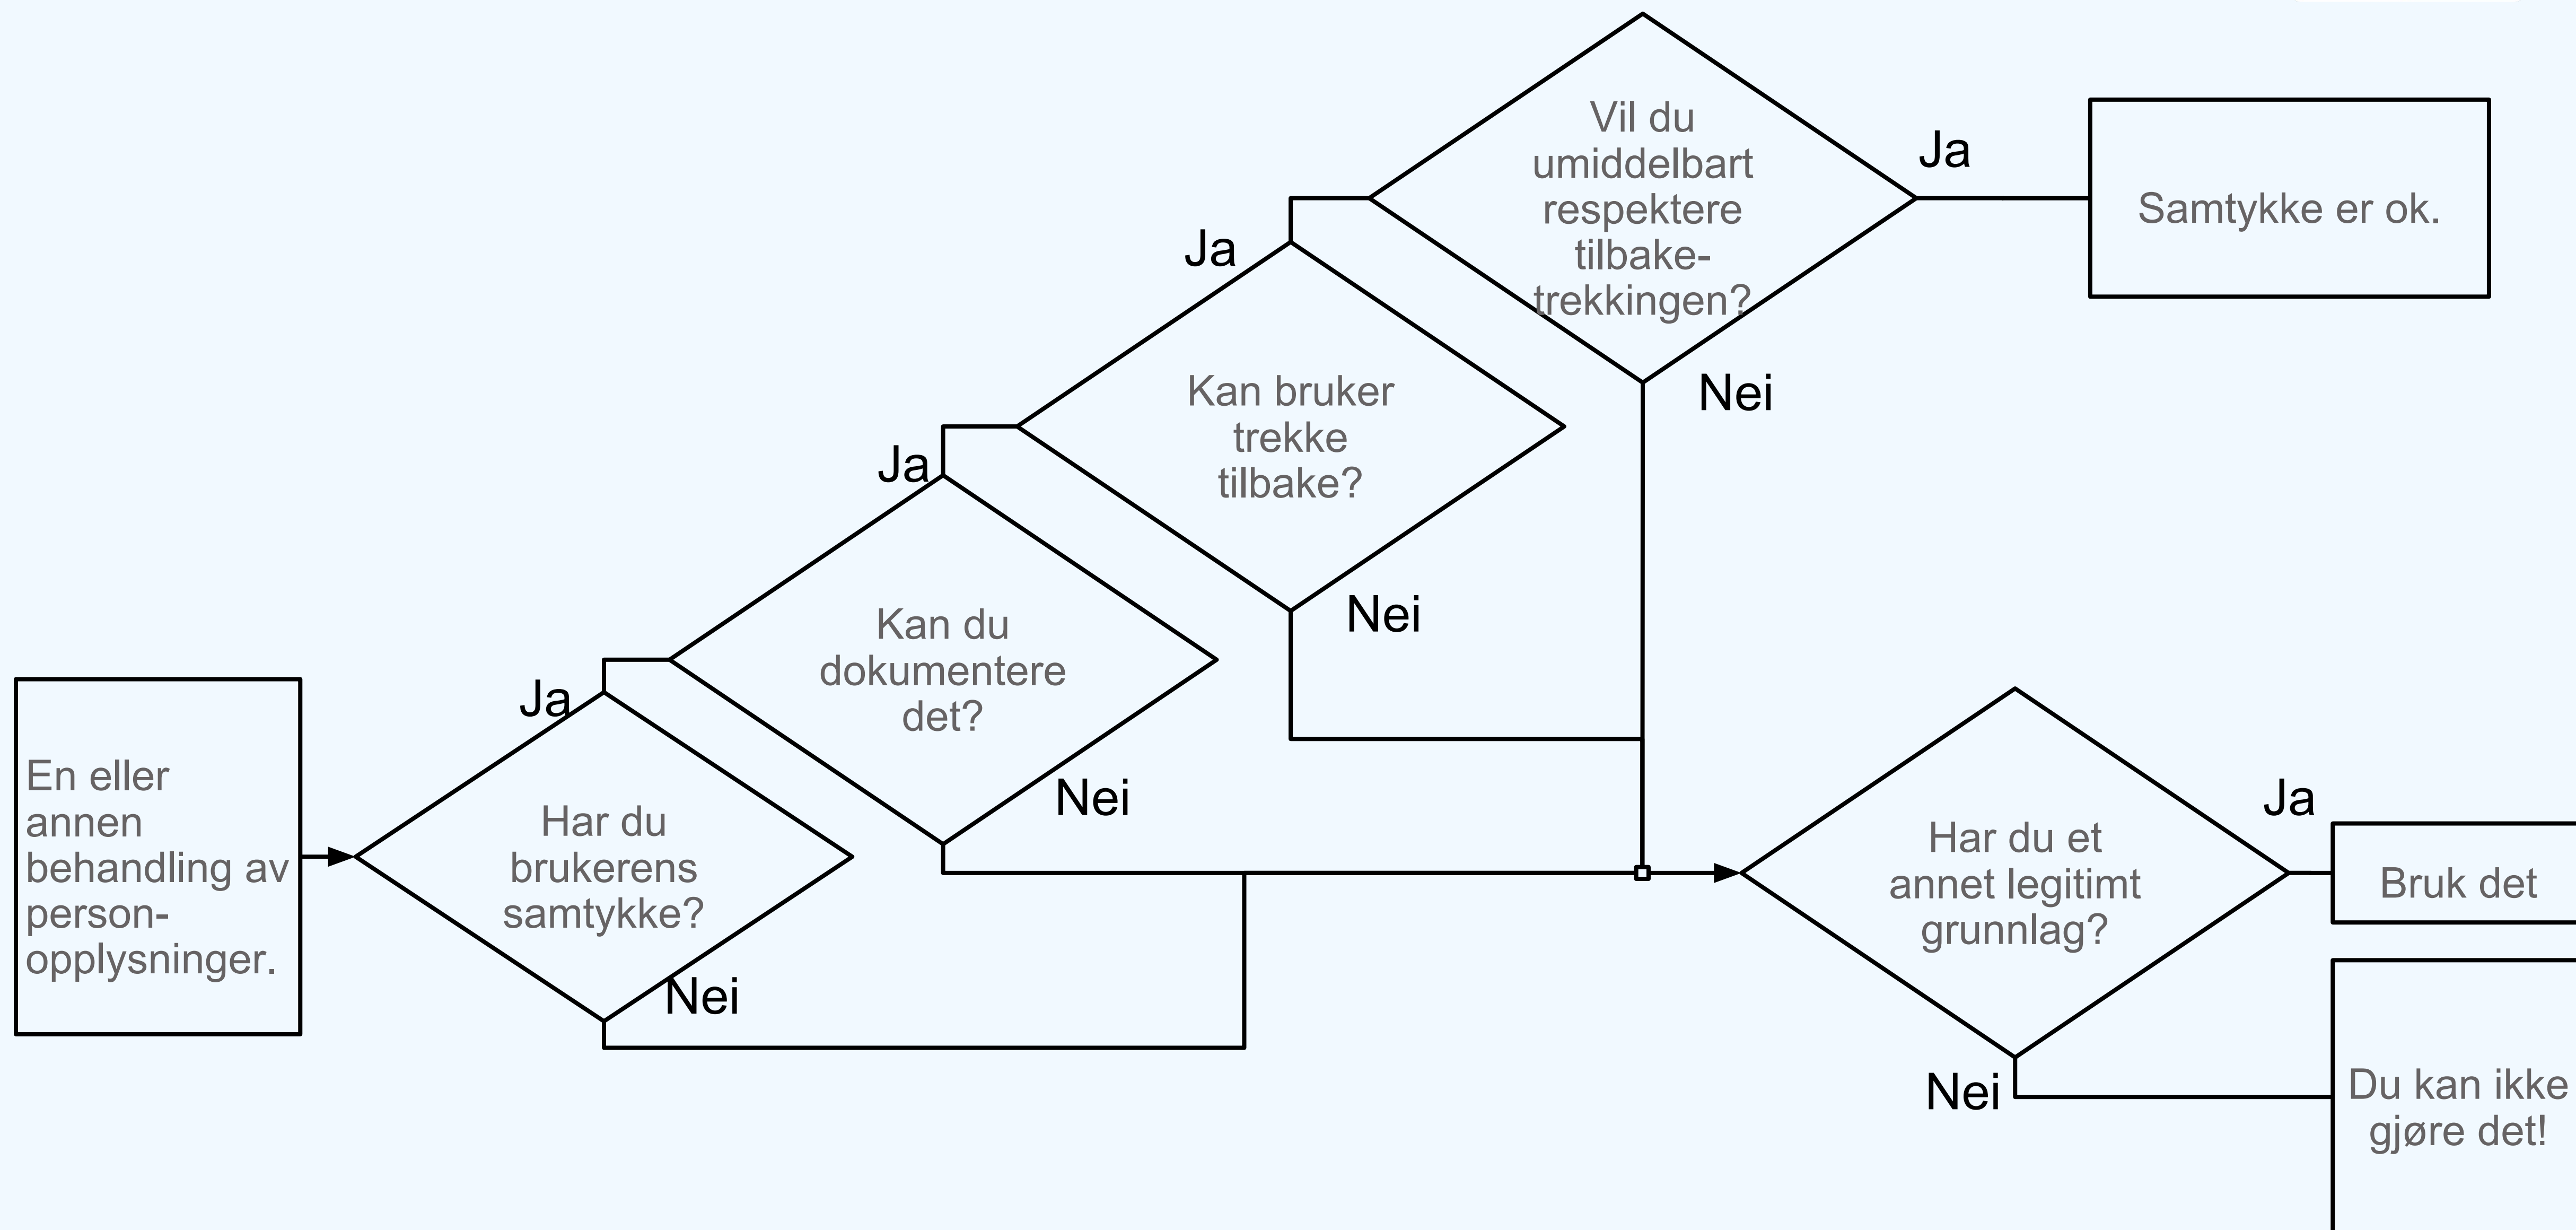 En eller
annen
behandling av
person-
opplysninger.
Ja
Har du
brukerens
samtykke?
Nei
Ja
Kan du
dokumentere
det?
Nei
Ja
Kan bruker
trekke
tilbake?
Nei
Vil du
umiddelbart
respektere
tilbake-
trekkingen?
Ja
Nei
Samtykke er ok.
Har du et
annet legitimt
grunnlag?
Ja
Bruk det
Nei
Du kan ikke
gjøre det!